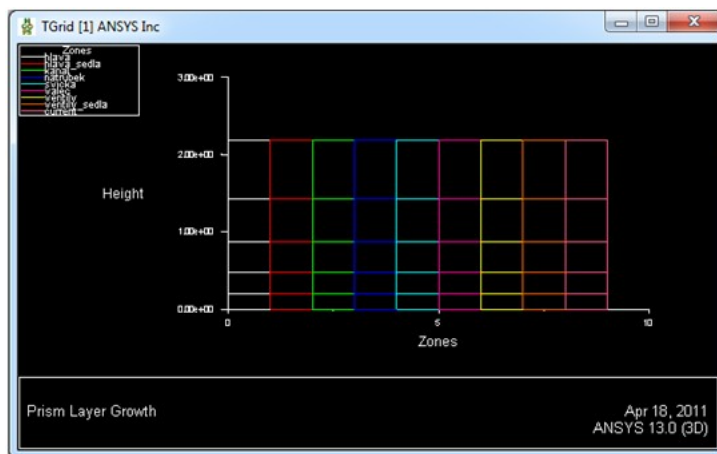 TGrid [1] ANSYS Inc
Zones
hlava
hlava_sedla
kanal
natrubek
svicka
valec
ventily
ventily_sedla
current
3.00e+00
2.00e+00
Height
1.00e+00
0.00e+00
0
5
10
Zones
Prism Layer Growth
Apr 18, 2011
ANSYS 13.0 (3D)